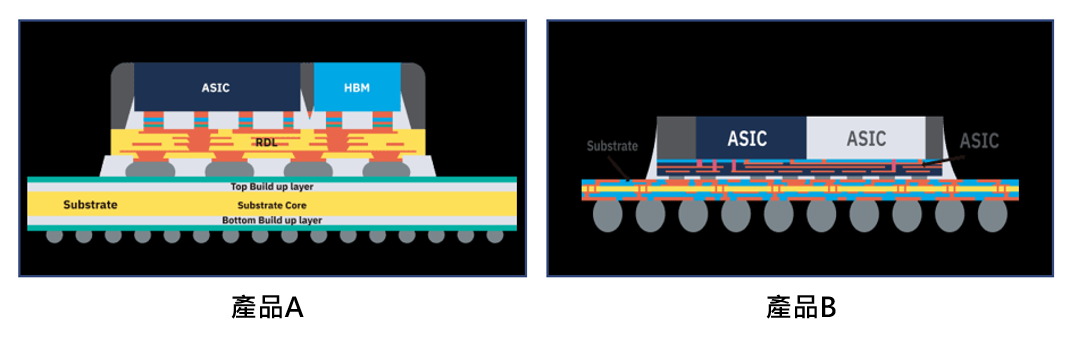 ASIC
HBM
RDL
Top Build up layer
Substrate
Substrate Core
Bottom Build up layer
產品A
ASIC
ASIC
ASIC
Substrate
產品B